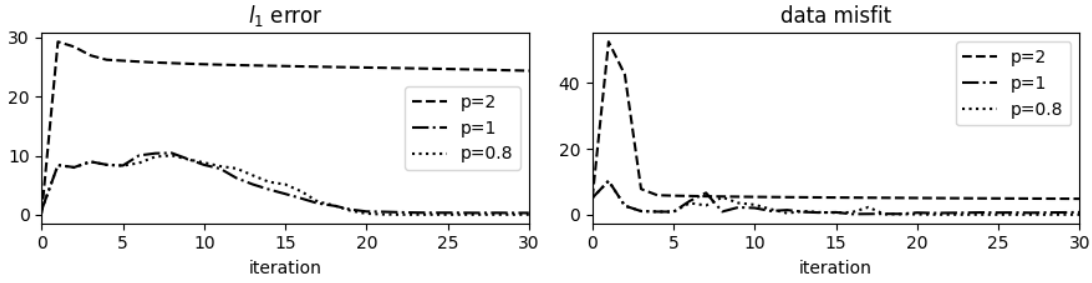 l₁ error
30
20
10
0
p=2
p=1
p=0.8
0 5 10 15 20 25 30
iteration
data misfit
40
20
0
p=2
p=1
p=0.8
0 5 10 15 20 25 30
iteration